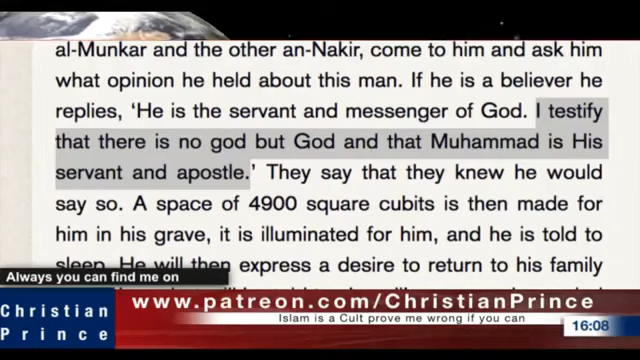 al-Munkar and the other an-Nakir, come to him and ask him
what opinion he held about this man. If he is a believer he
replies, ‘He is the servant and messenger of God. I testify
that there is no god but God and that Muhammad is His
servant and apostle.’ They say that they knew he would
say so. A space of 4900 square cubits is then made for
him in his grave, it is illuminated for him, and he is told to
sleep. He will then express a desire to return to his family
Always you can find me on
www.patreon.com/ChristianPrince
Christian
Prince
Islam is a Cult prove me wrong if you can
16:08